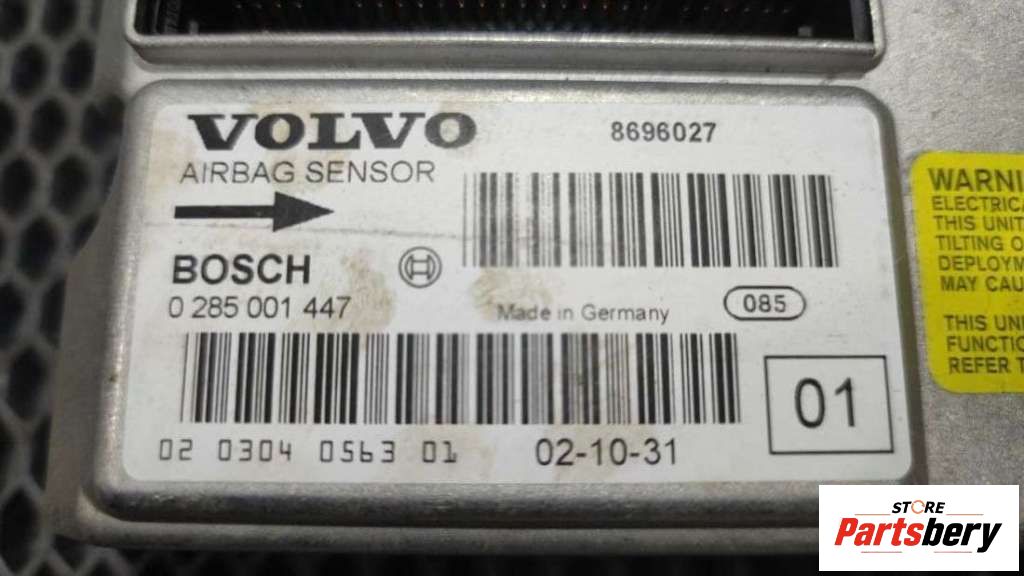 VOLVO
8696027
AIRBAG SENSOR
BOSCH
0 285 001 447
Made in Germany
085
02 0304 0563 01
02-10-31
01
ELECTRICA
THIS UNIT
TILTING O
DEPLOYM
MAY CAU
THIS UNI
FUNCTIO
REFER T
STORE
Partsbery